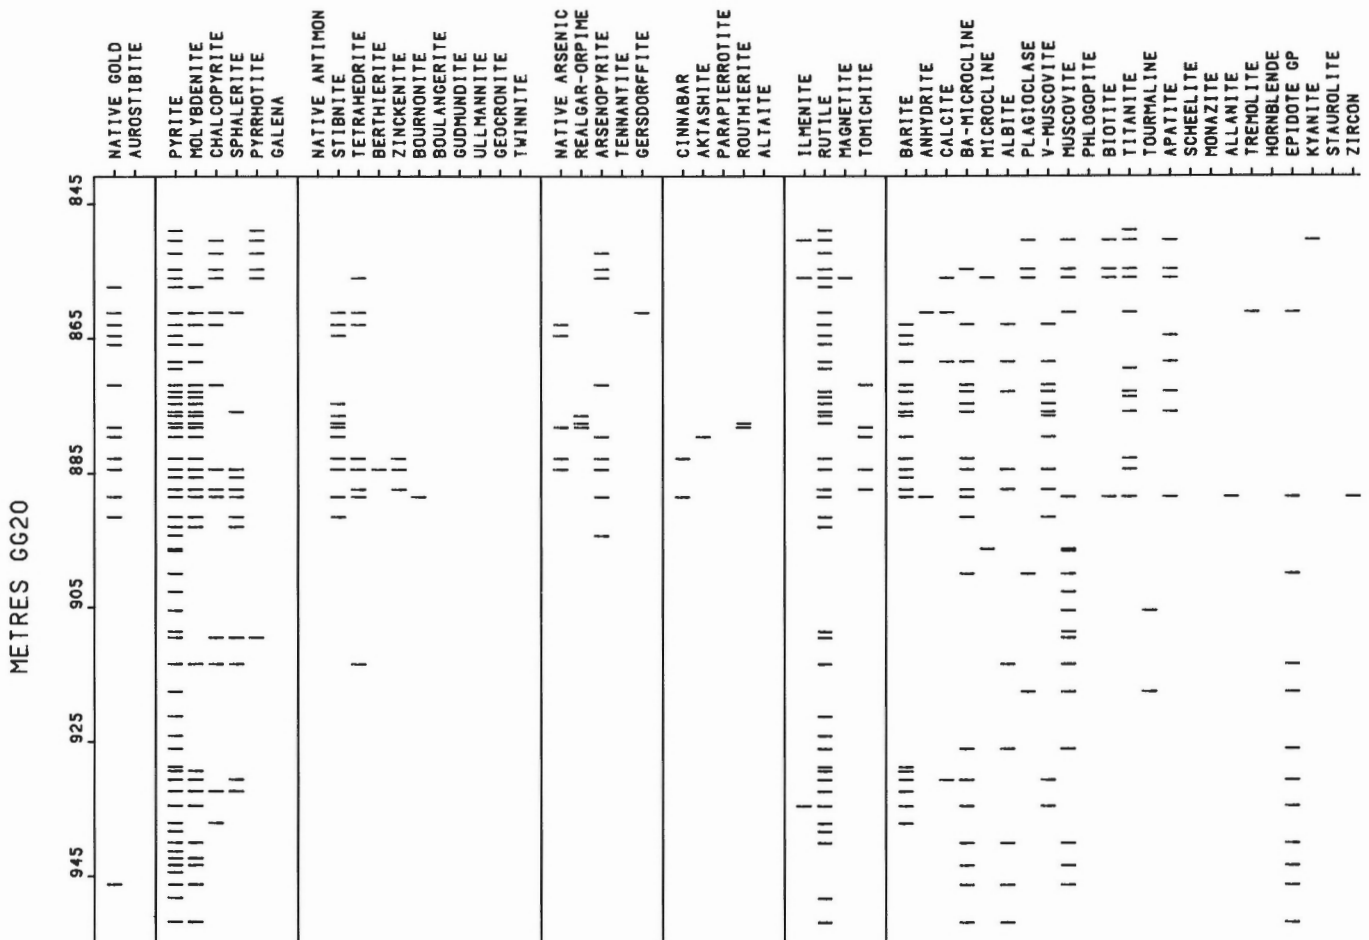 NATIVE GOLD
AUROSTIBITE
PYRITE
MOLYBDENITE
CHALCOPYRITE
SPHALERITE
PYRRHOTITE
GALENA
NATIVE ANTIMON
STIBNITE
TETRAHEDRITE
BERTHIERITE
ZINCKENITE
BOURNONITE
BOULANGERITE
GUDMUNDITE
ULLMANNITE
GEOCRONITE
TWINNITE
NATIVE ARSENIC
REALGAR-ORPIME
ARSENOPYRITE
TENNANTITE
GERSDORFFITE
CINNABAR
AKTASHITE
PARAPIERROTITE
ROUTHIERITE
ALTAITE
ILMENITE
RUTILE
MAGNETITE
TOMICHITE
BARITE
ANHYDRITE
CALCITE
BA-MICROCLINE
MICROCLINE
ALBITE
PLAGIOCLASE
V-MUSCOVITE
MUSCOVITE
PHLOGOPITE
BIOTITE
TITANITE
TOURMALINE
APATITE
SCHEELITE
MONAZITE
ALLANITE
TREMOLITE
HORNBLENDE
EPIDOTE GP
KYANITE
STAUROLITE
ZIRCON
845
865
885
905
925
945
METRES GG20